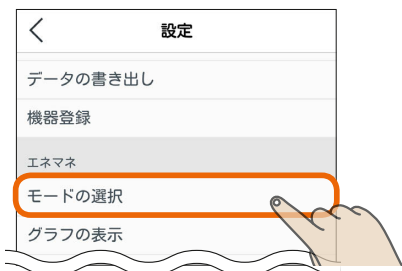 設定
データの書き出し
機器登録
エネマネ
モードの選択
グラフの表示